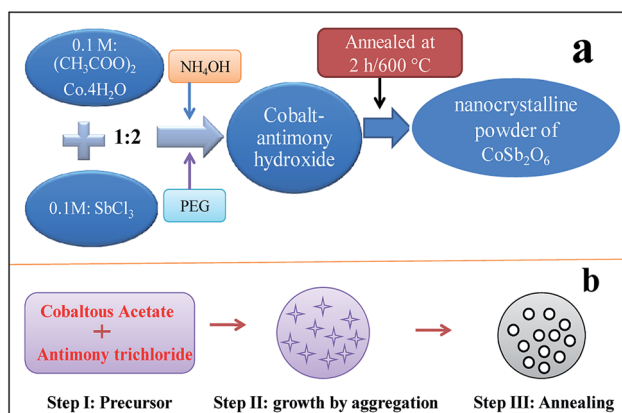 a
0.1 M:
(CH₃COO)₂
Co.4H₂O
NH₄OH
Annealed at
2 h/600 °C
1:2
Cobalt-
antimony
hydroxide
nanocrystalline
powder of
CoSb₂O₆
0.1M: SbCl₃
PEG
b
Cobaltous Acetate
+
Antimony trichloride
Step I: Precursor
Step II: growth by aggregation
Step III: Annealing